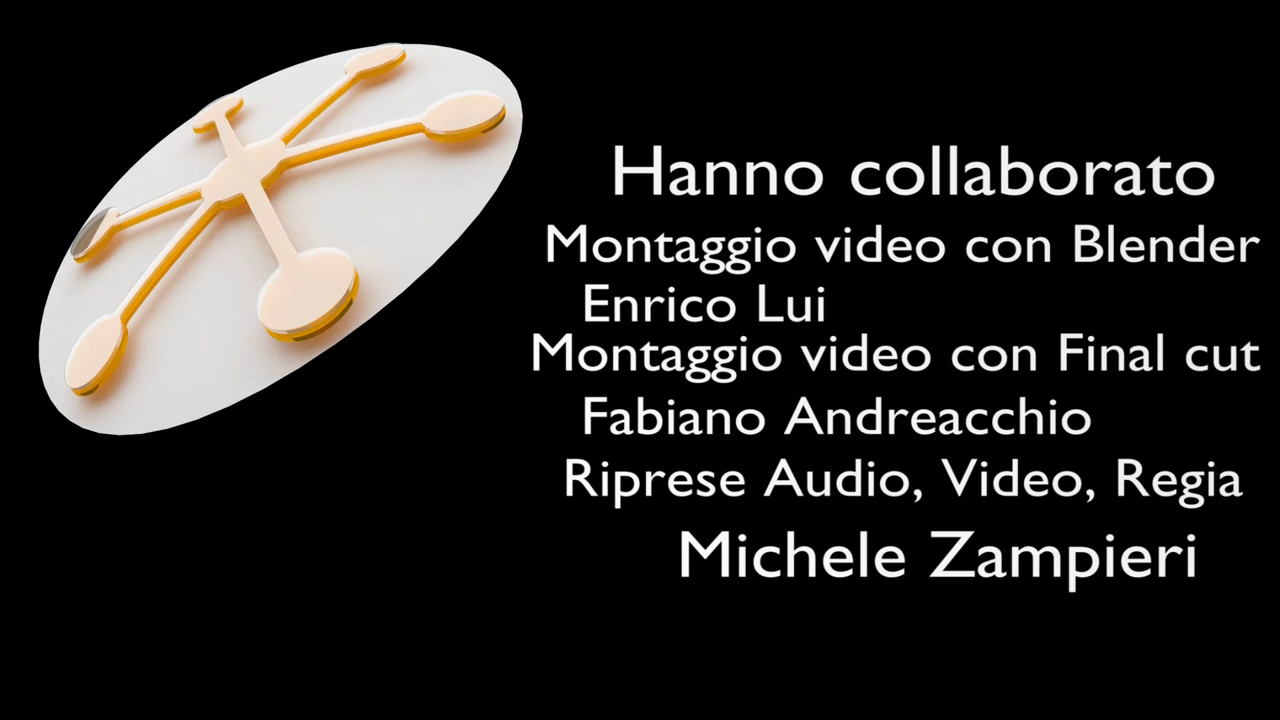 Hanno collaborato
Montaggio video con Blender
Enrico Lui
Montaggio video con Final cut
Fabiano Andreacchio
Riprese Audio, Video, Regia
Michele Zampieri